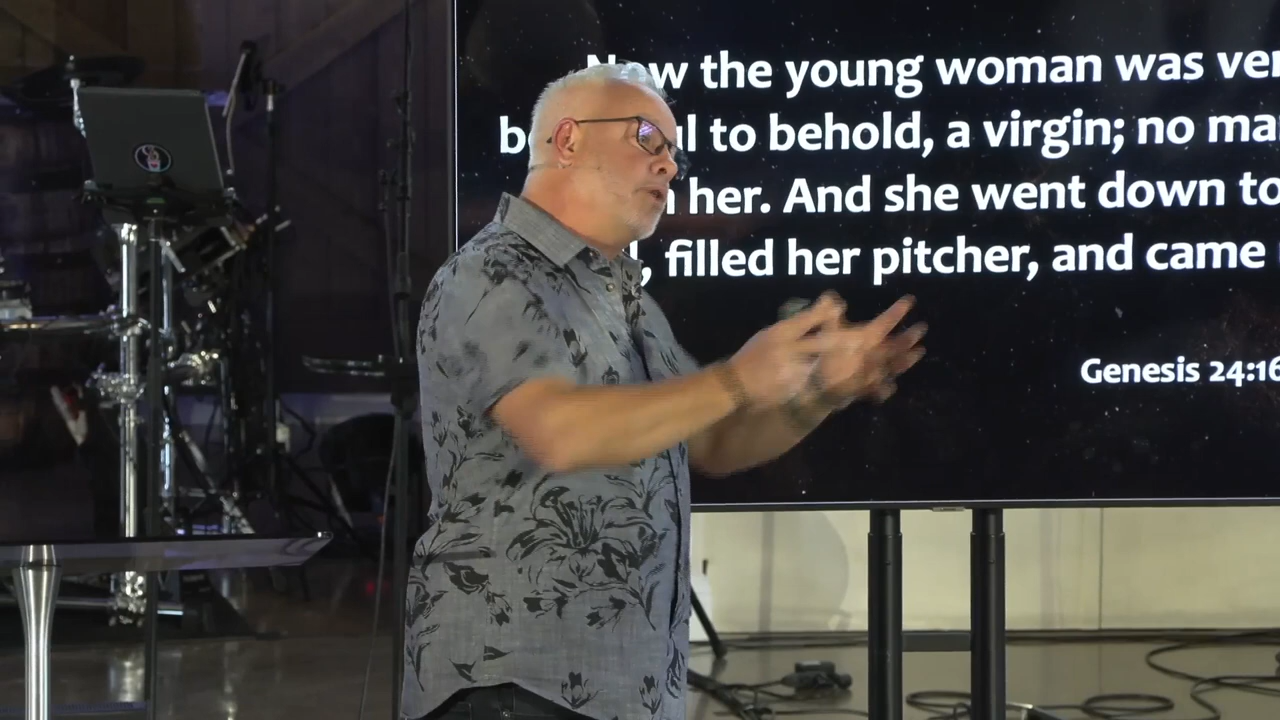 Now the young woman was ver
to behold, a virgin; no ma
her. And she went down to
filled her pitcher, and came
Genesis 24:16